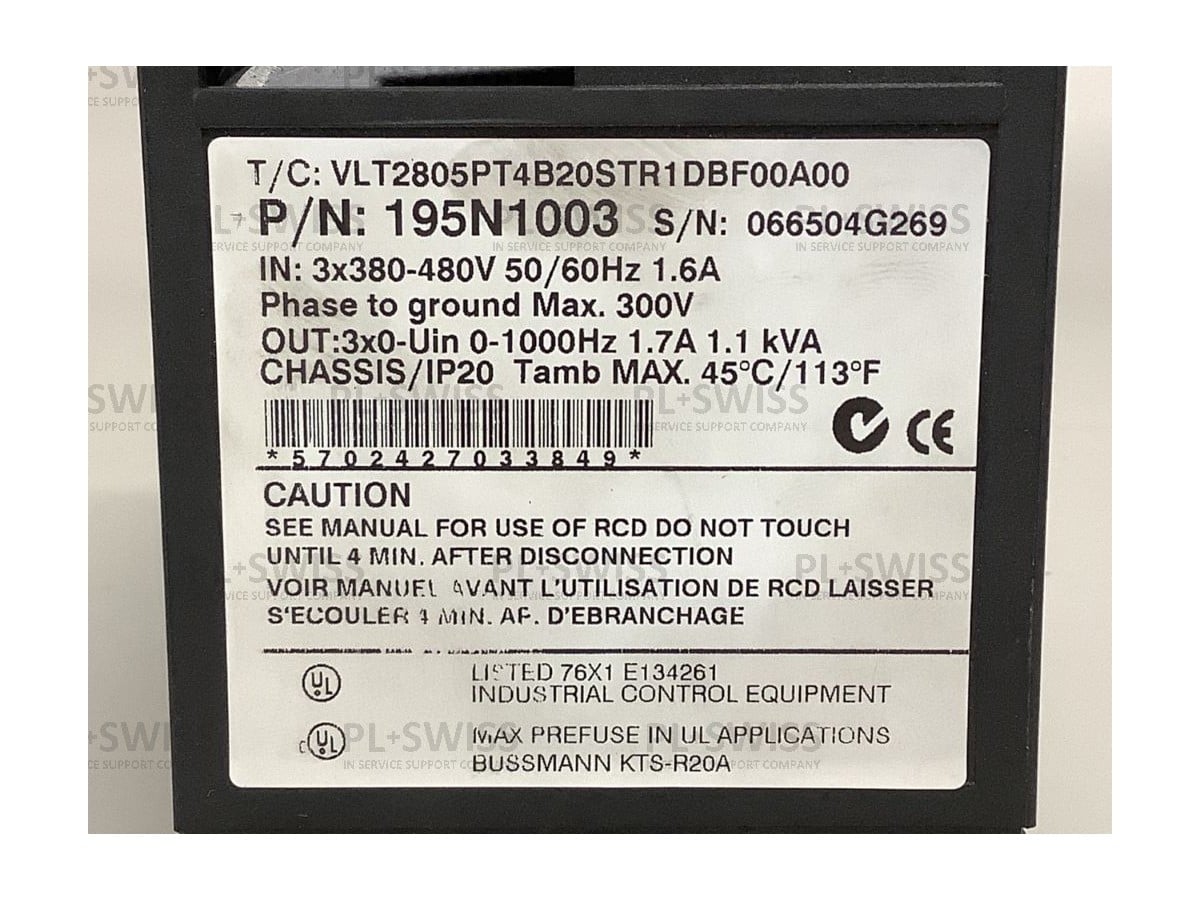 T/C: VLT2805PT4B20STR1DBF00A00
P/N: 195N1003 S/N: 066504G269
IN: 3x380-480V 50/60Hz 1.6A
Phase to ground Max. 300V
OUT:3x0-Uin 0-1000Hz 1.7A 1.1 kVA
CHASSIS/IP20 Tamb MAX. 45°C/113°F
*5702427033849*
CE
CAUTION
SEE MANUAL FOR USE OF RCD DO NOT TOUCH
UNTIL 4 MIN. AFTER DISCONNECTION
VOIR MANUEL AVANT L'UTILISATION DE RCD LAISSER
S'ECOULER 4 MIN. AP. D'EBRANCHAGE
UL LISTED 76X1 E134261
INDUSTRIAL CONTROL EQUIPMENT
c UL MAX PREFUSE IN UL APPLICATIONS
BUSSMANN KTS-R20A
PL+SWISS
IN SERVICE SUPPORT COMPANY